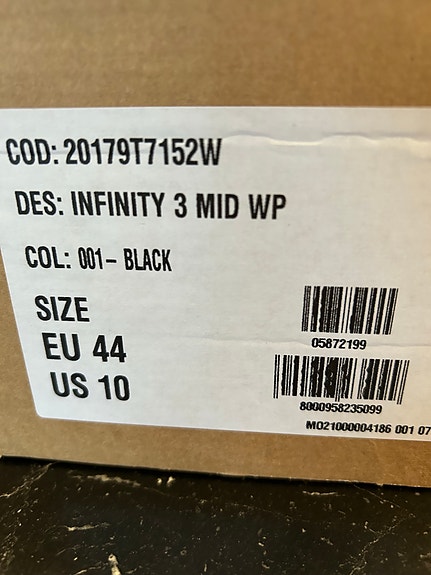 COD: 20179T7152W
DES: INFINITY 3 MID WP
COL: 001- BLACK
SIZE
EU 44
US 10
05872199
8000958235099
MO21000004186 001 07